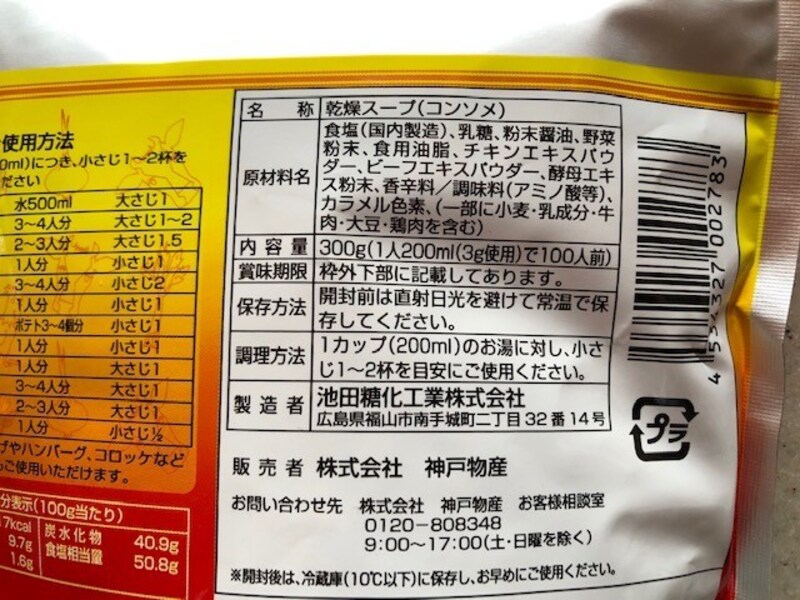 使用方法
0ml)につき、小さじ1〜2杯を
ださい
水500ml 大さじ1
3〜4人分 大さじ1〜2
2〜3人分 大さじ1.5
1人分 小さじ1
3〜4人分 小さじ2
1人分 小さじ1
ポテト3〜4個分 小さじ1
1人分 小さじ1
1人分 大さじ1
3〜4人分 大さじ1
2〜3人分 大さじ1
1人分 小さじ½
げやハンバーグ、コロッケなど
もご使用いただけます。
分表示(100g当たり)
7kcal 炭水化物 40.9g
9.7g 食塩相当量 50.8g
1.6g
名称 乾燥スープ(コンソメ)
原材料名 食塩(国内製造)、乳糖、粉末醤油、野菜
粉末、食用油脂、チキンエキスパウ
ダー、ビーフエキスパウダー、酵母エキ
ス粉末、香辛料/調味料(アミノ酸等)、
カラメル色素、(一部に小麦・乳成分・牛
肉・大豆・鶏肉を含む)
内容量 300g(1人200ml(3g使用)で100人前)
賞味期限 枠外下部に記載してあります。
保存方法 開封前は直射日光を避けて常温で保
存してください。
調理方法 1カップ(200ml)のお湯に対し、小さ
じ1〜2杯を目安にご使用ください。
製造者 池田糖化工業株式会社
広島県福山市南手城町二丁目32番14号
販売者 株式会社 神戸物産
お問い合わせ先 株式会社 神戸物産 お客様相談室
0120-808348
9:00〜17:00(土・日曜を除く)
※開封後は、冷蔵庫(10℃以下)に保存し、お早めにご使用ください。
4 534327 002783
プラ